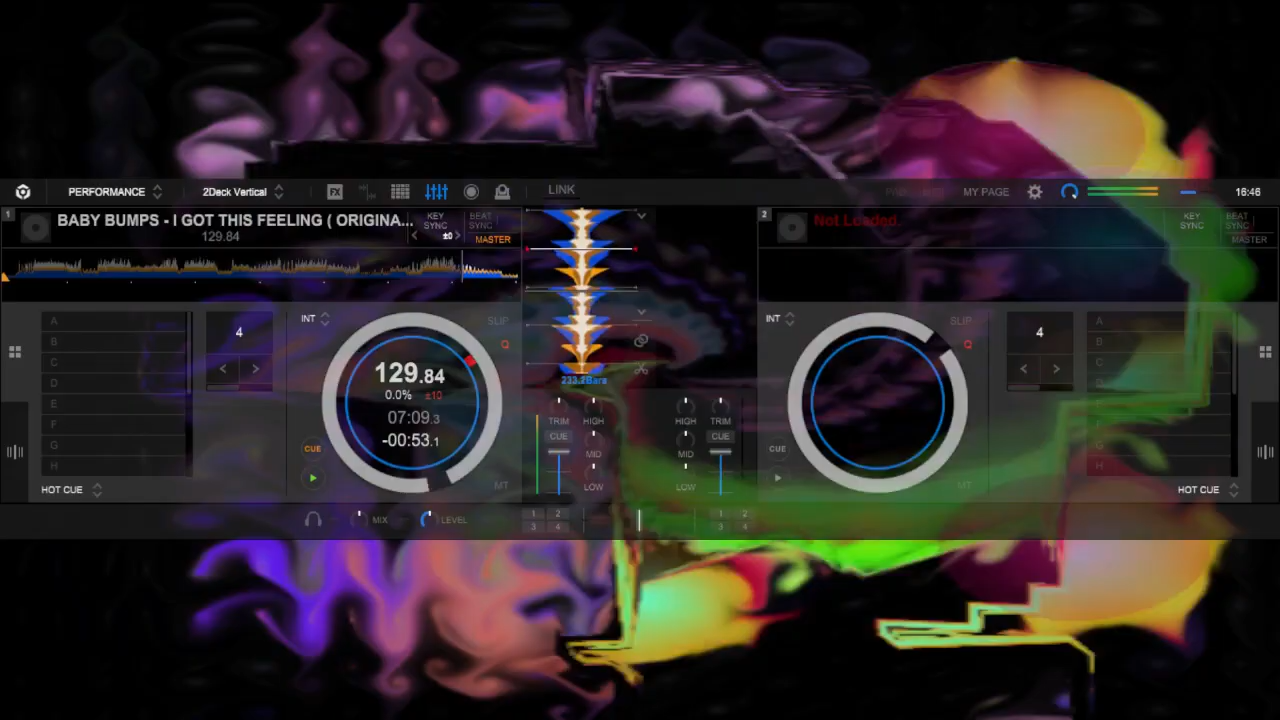 PERFORMANCE 2Deck Vertical FX LINK MY PAGE 16:46
1 BABY BUMPS - I GOT THIS FEELING ( ORIGINA... KEY SYNC BEAT SYNC
129.84 ±0 MASTER
2 Not Loaded. KEY SYNC BEAT SYNC
MASTER
A
B
C
D
E
F
G
H
HOT CUE
4
INT
SLIP
Q
129.84
0.0% ±10
07:09.3
-00:53.1
CUE
MT
233.2Bars
TRIM HIGH HIGH TRIM
CUE CUE
MID MID
LOW LOW
INT
SLIP
Q
CUE
MT
4
A
B
C
D
E
F
G
H
HOT CUE
MIX LEVEL
1 2 1 2
3 4 3 4